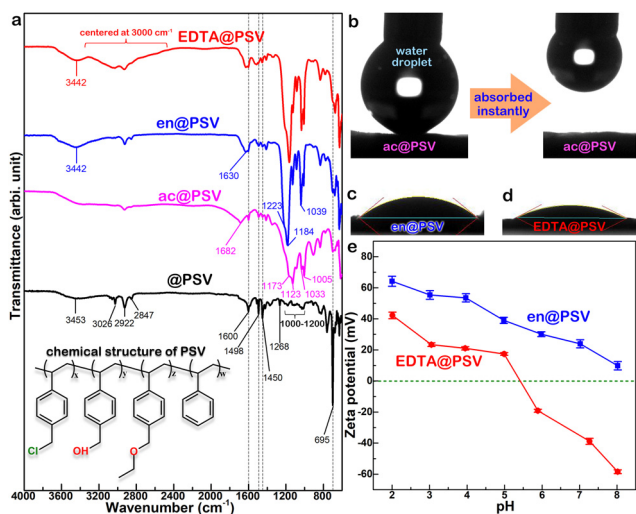 a
centered at 3000 cm⁻¹
EDTA@PSV
3442
en@PSV
3442
1630
1223
1184
1039
ac@PSV
1682
1173
1123
1033
1005
@PSV
3453
3026
2922
2847
1600
1498
1450
1268
1000-1200
695
chemical structure of PSV
x
y
z
w
Cl
OH
O
Transmittance (arbi. unit)
4000 3600 3200 2800 2400 2000 1600 1200 800
Wavenumber (cm⁻¹)
b
water
droplet
absorbed
instantly
ac@PSV
ac@PSV
c
en@PSV
d
EDTA@PSV
e
en@PSV
EDTA@PSV
Zeta potential (mV)
80
60
40
20
0
-20
-40
-60
2 3 4 5 6 7 8
pH